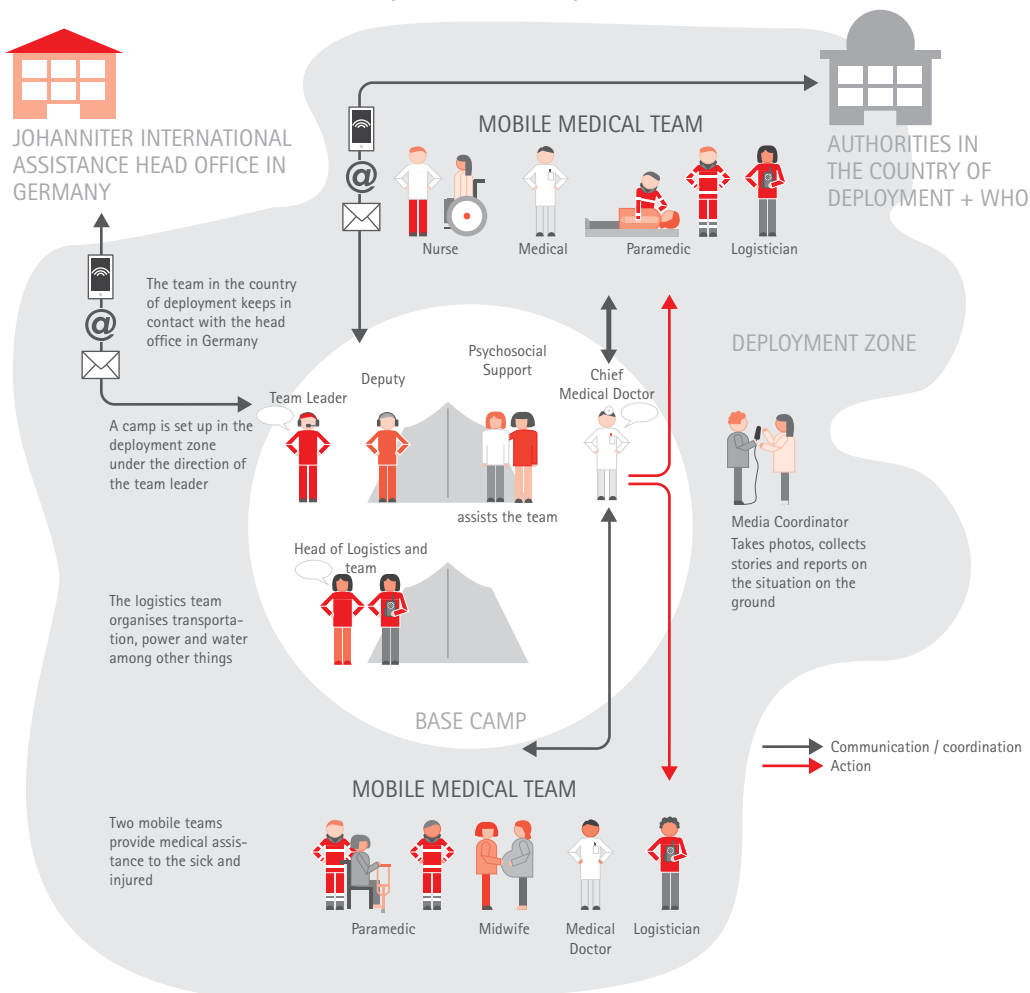 JOHANNITER INTERNATIONAL
ASSISTANCE HEAD OFFICE IN
GERMANY
@
MOBILE MEDICAL TEAM
Nurse
Medical
Paramedic
Logistician
AUTHORITIES IN
THE COUNTRY OF
DEPLOYMENT + WHO
@
The team in the country
of deployment keeps in
contact with the head
office in Germany
DEPLOYMENT ZONE
Team Leader
Deputy
Psychosocial
Support
Chief
Medical Doctor
A camp is set up in the
deployment zone
under the direction of
the team leader
assists the team
Media Coordinator
Takes photos, collects
stories and reports on
the situation on the
ground
Head of Logistics and
team
The logistics team
organises transporta-
tion, power and water
among other things
BASE CAMP
Communication / coordination
Action
MOBILE MEDICAL TEAM
Two mobile teams
provide medical assis-
tance to the sick and
injured
Paramedic
Midwife
Medical
Doctor
Logistician